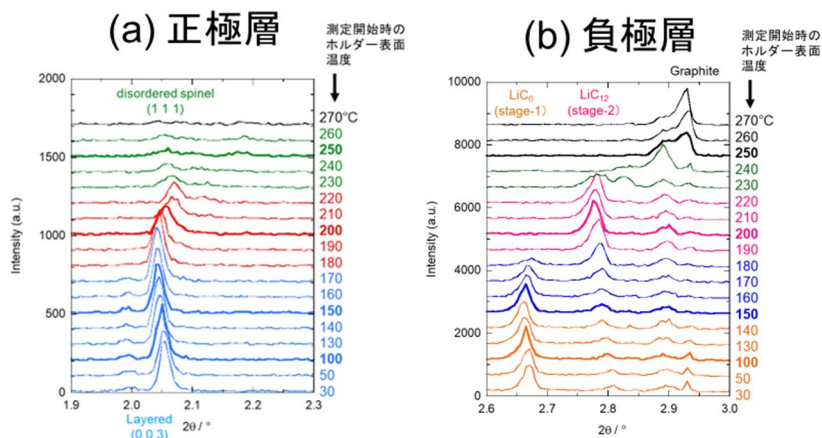 (a) 正極層
測定開始時の
ホルダー表面
温度
2000
1500
1000
500
0
Intensity (a.u.)
disordered spinel
(1 1 1)
270°C
260
250
240
230
220
210
200
190
180
170
160
150
140
130
100
50
30
1.9
2.0
2.1
2.2
2.3
Layered
(0 0 3)
2θ / °
(b) 負極層
測定開始時の
ホルダー表面
温度
Graphite
LiC6
(stage-1)
LiC12
(stage-2)
10000
8000
6000
4000
2000
0
Intensity (a.u.)
270°C
260
250
240
230
220
210
200
190
180
170
160
150
140
130
100
50
30
2.6
2.7
2.8
2.9
3.0
2θ / °